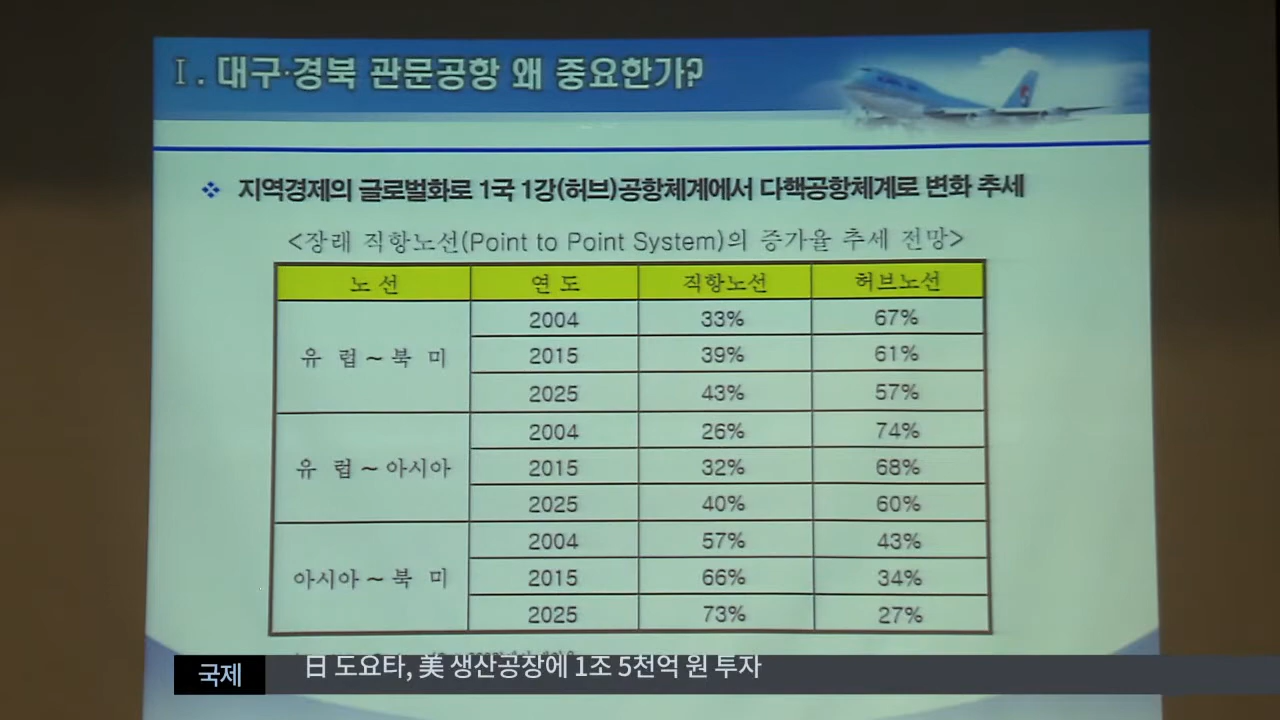 Ⅰ. 대구·경북 관문공항 왜 중요한가?
❖ 지역경제의 글로벌화로 1국 1강(허브)공항체계에서 다핵공항체계로 변화 추세
<장래 직항노선(Point to Point System)의 증가율 추세 전망>
노 선 연 도 직항노선 허브노선
유 럽 ~ 북 미 2004 33% 67%
2015 39% 61%
2025 43% 57%
유 럽 ~ 아시아 2004 26% 74%
2015 32% 68%
2025 40% 60%
아시아 ~ 북 미 2004 57% 43%
2015 66% 34%
2025 73% 27%
국제 日 도요타, 美 생산공장에 1조 5천억 원 투자